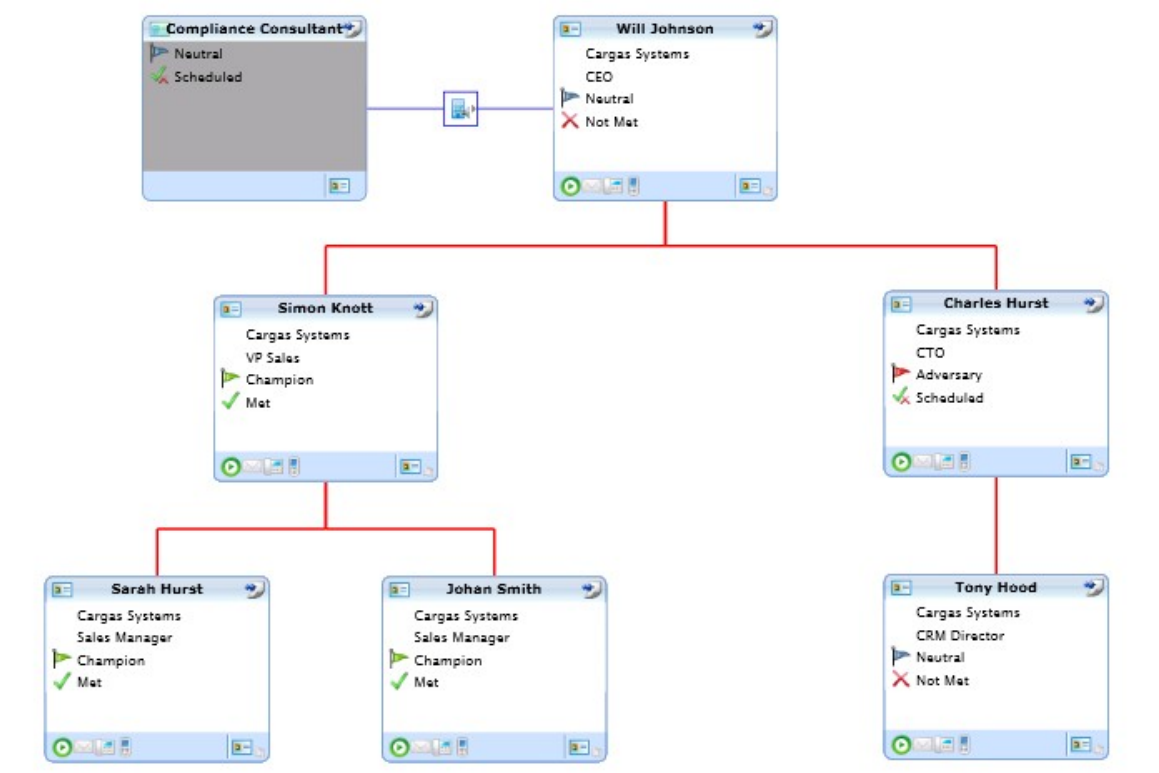 Compliance Consultant
Neutral
Scheduled
Will Johnson
Cargas Systems
CEO
Neutral
Not Met
Simon Knott
Cargas Systems
VP Sales
Champion
Met
Charles Hurst
Cargas Systems
CTO
Adversary
Scheduled
Sarah Hurst
Cargas Systems
Sales Manager
Champion
Met
Johan Smith
Cargas Systems
Sales Manager
Champion
Met
Tony Hood
Cargas Systems
CRM Director
Neutral
Not Met